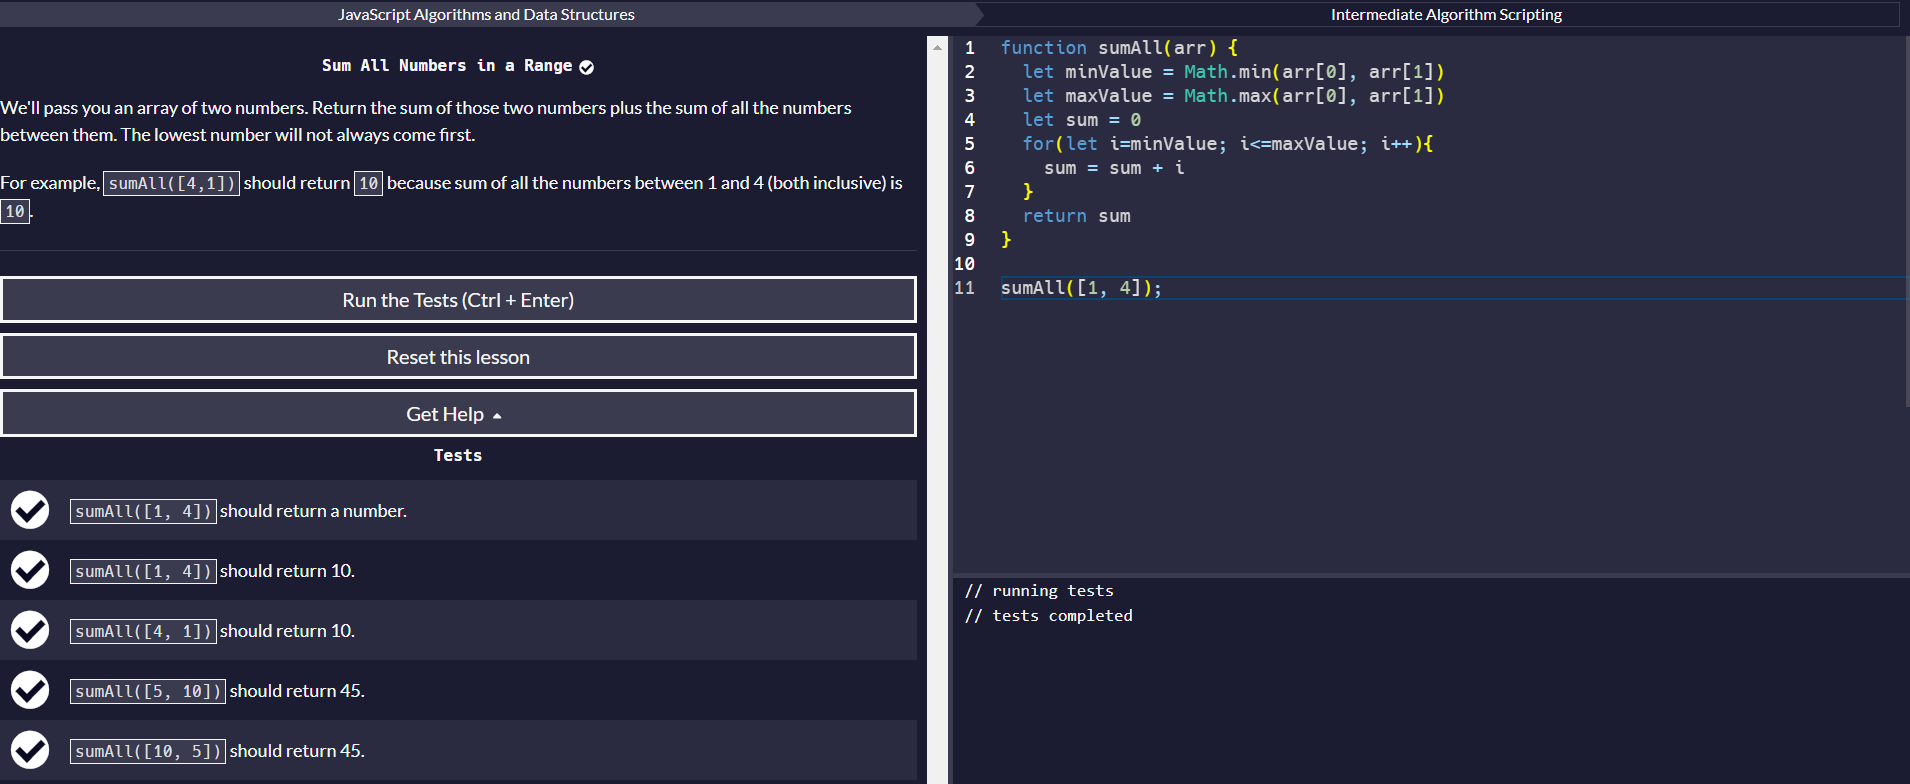 JavaScript Algorithms and Data Structures
Intermediate Algorithm Scripting
Sum All Numbers in a Range
We'll pass you an array of two numbers. Return the sum of those two numbers plus the sum of all the numbers
between them. The lowest number will not always come first.
For example, sumAll([4,1]) should return 10 because sum of all the numbers between 1 and 4 (both inclusive) is
10.
Run the Tests (Ctrl + Enter)
Reset this lesson
Get Help
Tests
sumAll([1, 4]) should return a number.
sumAll([1, 4]) should return 10.
sumAll([4, 1]) should return 10.
sumAll([5, 10]) should return 45.
sumAll([10, 5]) should return 45.
1 function sumAll(arr) {
2   let minValue = Math.min(arr[0], arr[1])
3   let maxValue = Math.max(arr[0], arr[1])
4   let sum = 0
5   for(let i=minValue; i<=maxValue; i++){
6     sum = sum + i
7   }
8   return sum
9 }
10
11 sumAll([1, 4]);
// running tests
// tests completed